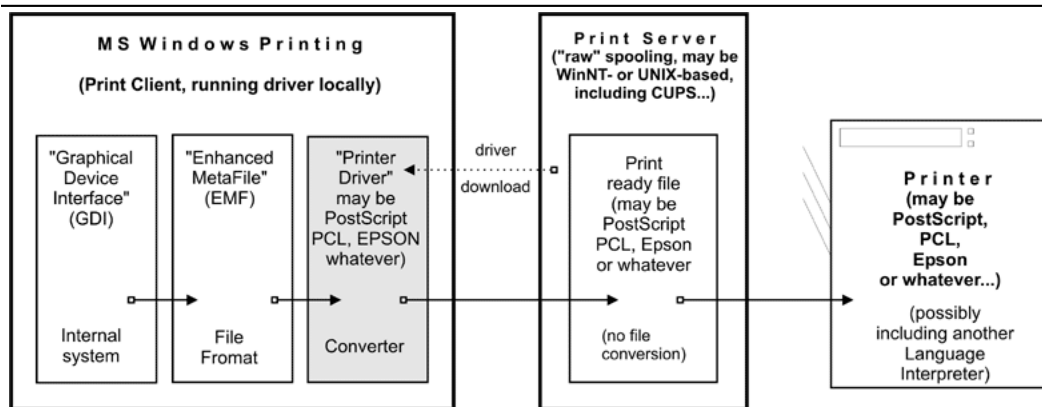 MS Windows Printing
(Print Client, running driver locally)
"Graphical
Device
Interface"
(GDI)
Internal
system
"Enhanced
MetaFile"
(EMF)
File
Fromat
"Printer
Driver"
may be
PostScript
PCL, EPSON
whatever)
Converter
driver
download
Print Server
("raw" spooling, may be
WinNT- or UNIX-based,
including CUPS...)
Print
ready file
(may be
PostScript
PCL, Epson
or whatever
(no file
conversion)
Printer
(may be
PostScript,
PCL,
Epson
or whatever...)
(possibly
including another
Language
Interpreter)